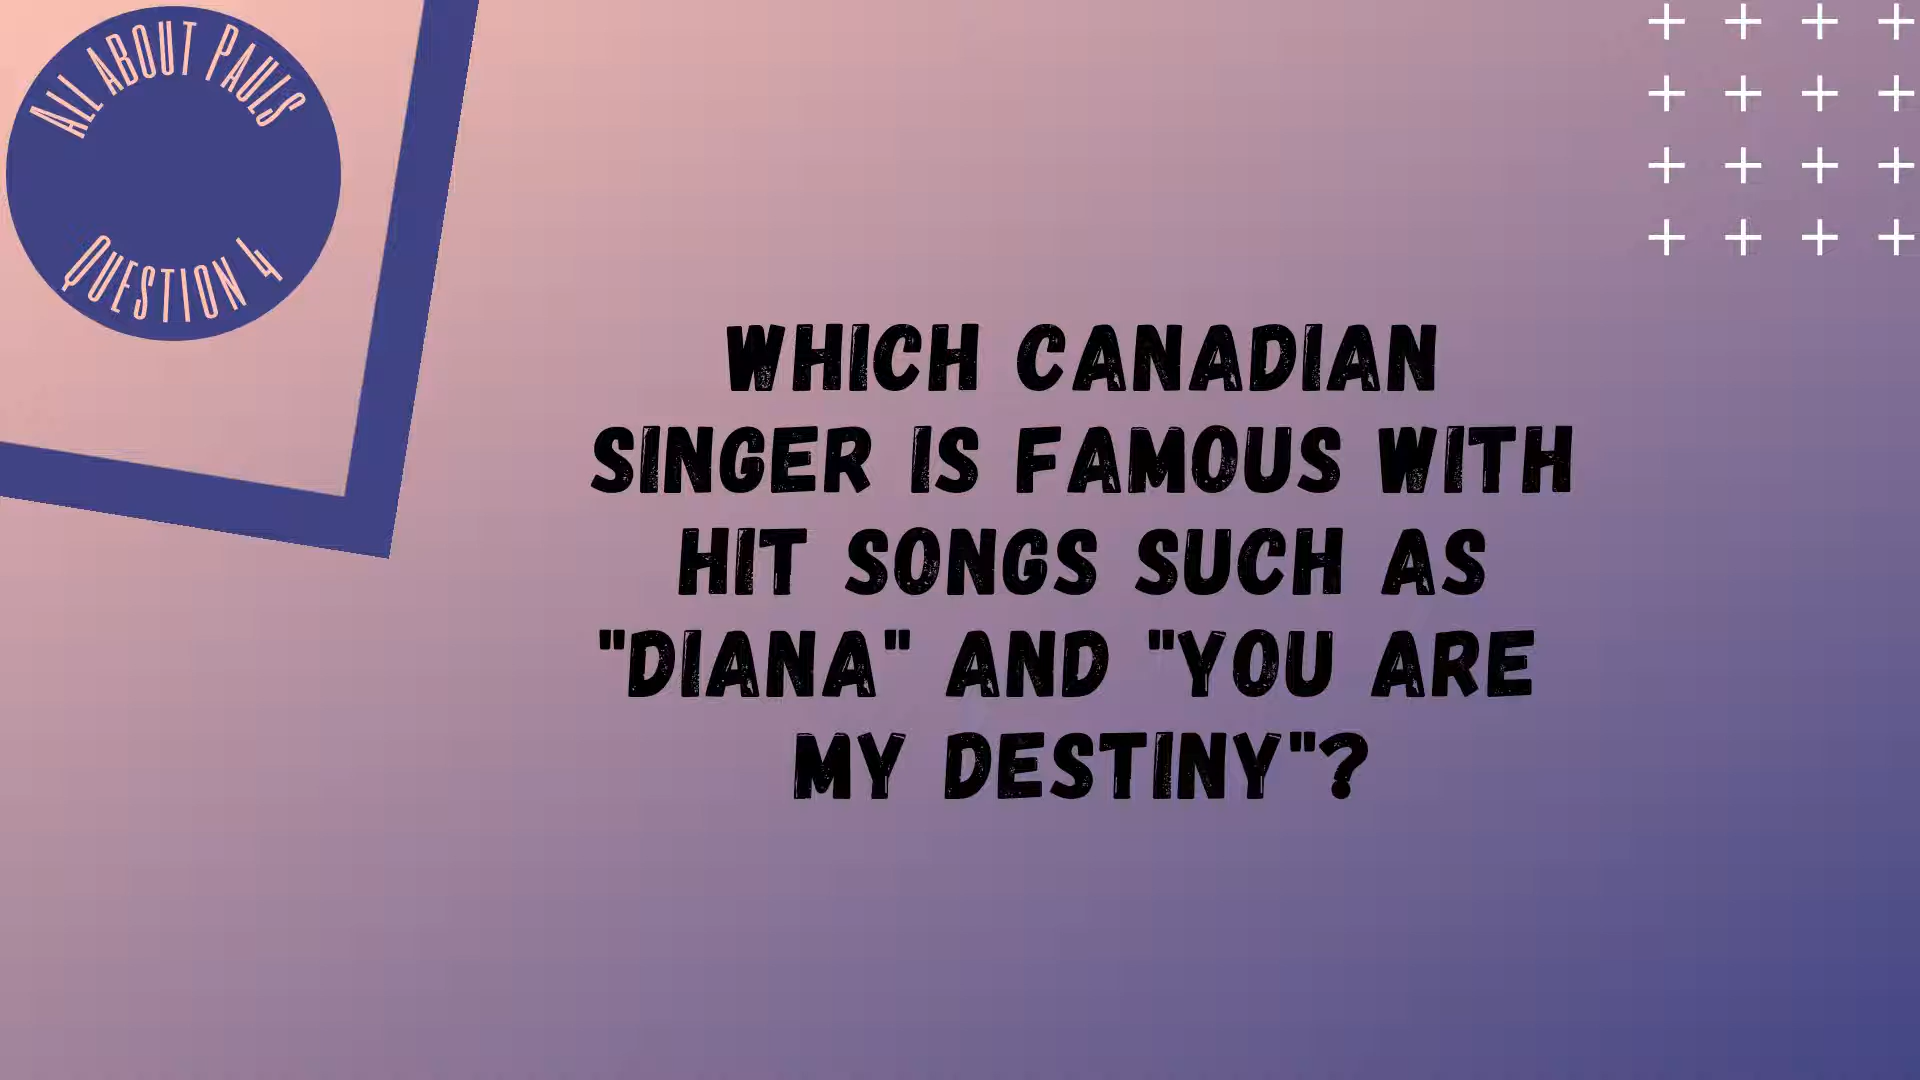 ALL ABOUT PAULS
QUESTION 4
WHICH CANADIAN
SINGER IS FAMOUS WITH
HIT SONGS SUCH AS
"DIANA" AND "YOU ARE
MY DESTINY"?